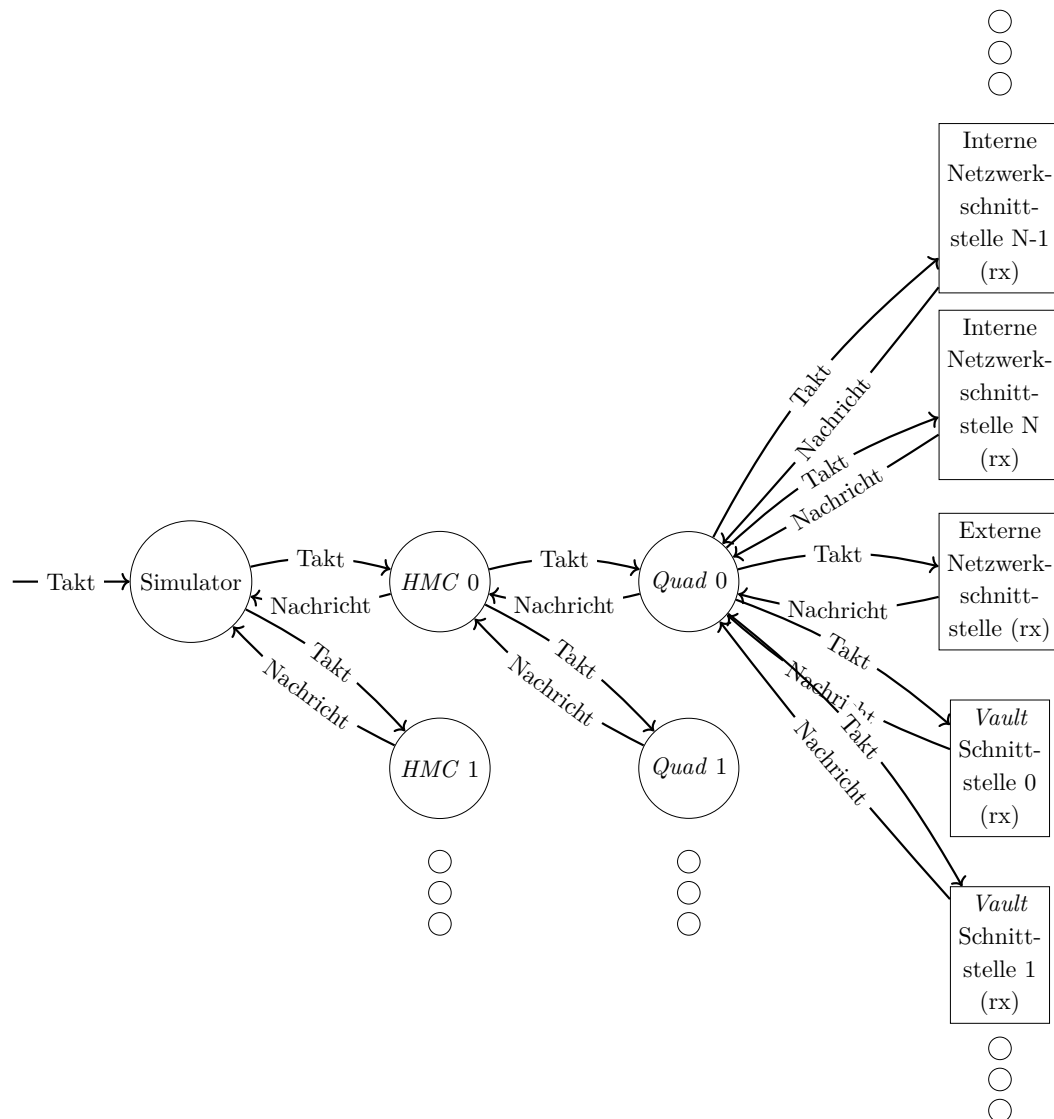 Interne
Netzwerk-
schnitt-
stelle N-1
(rx)
Interne
Netzwerk-
schnitt-
stelle N
(rx)
Takt
Nachricht
Takt
Nachricht
Externe
Netzwerk-
schnitt-
stelle (rx)
Takt
Simulator
Takt
Nachricht
HMC 0
Takt
Nachricht
Quad 0
Takt
Nachricht
Takt
Nachricht
Takt
Nachricht
Takt
Nachricht
Takt
Nachricht
HMC 1
Quad 1
Vault
Schnitt-
stelle 0
(rx)
Vault
Schnitt-
stelle 1
(rx)